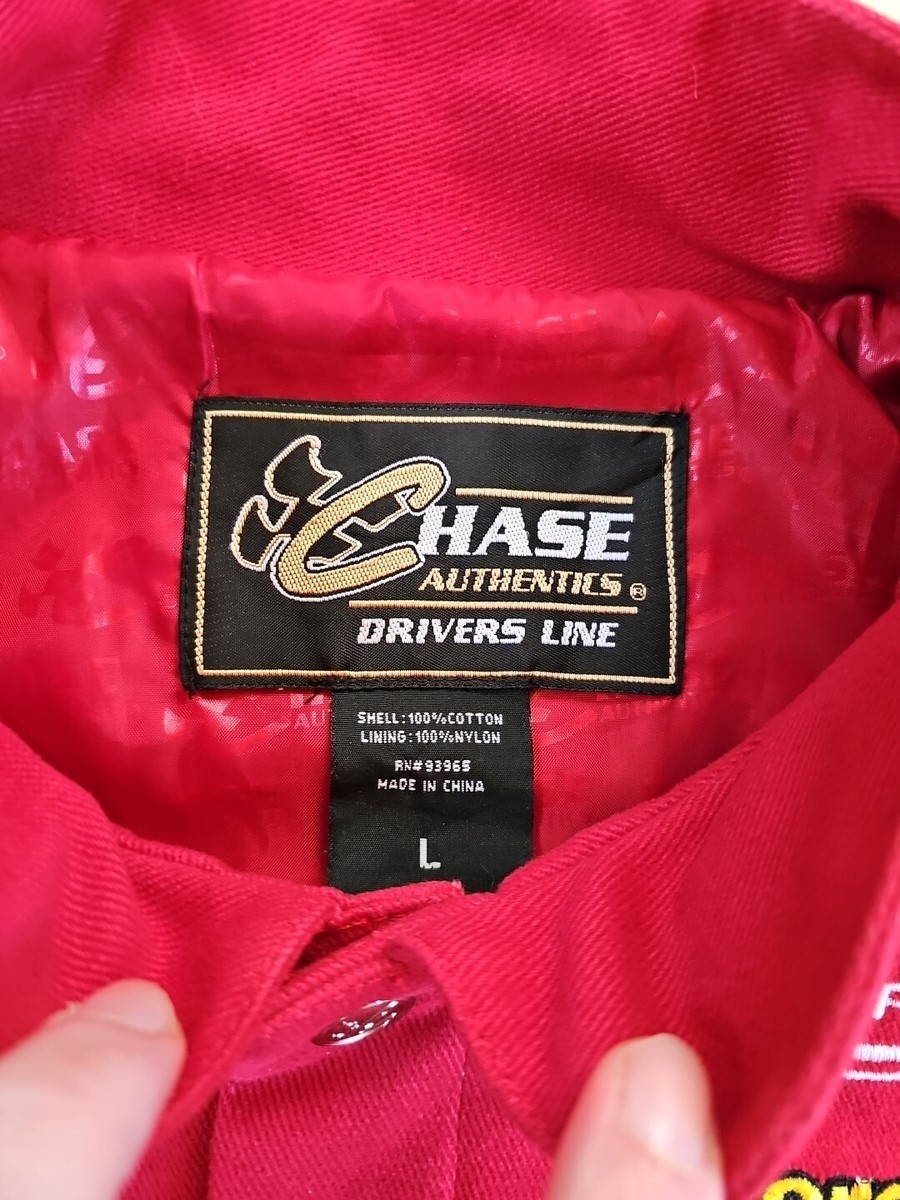 CHASE
AUTHENTICS®
DRIVERS LINE
SHELL:100%COTTON
LINING:100%NYLON
RN#93965
MADE IN CHINA
L